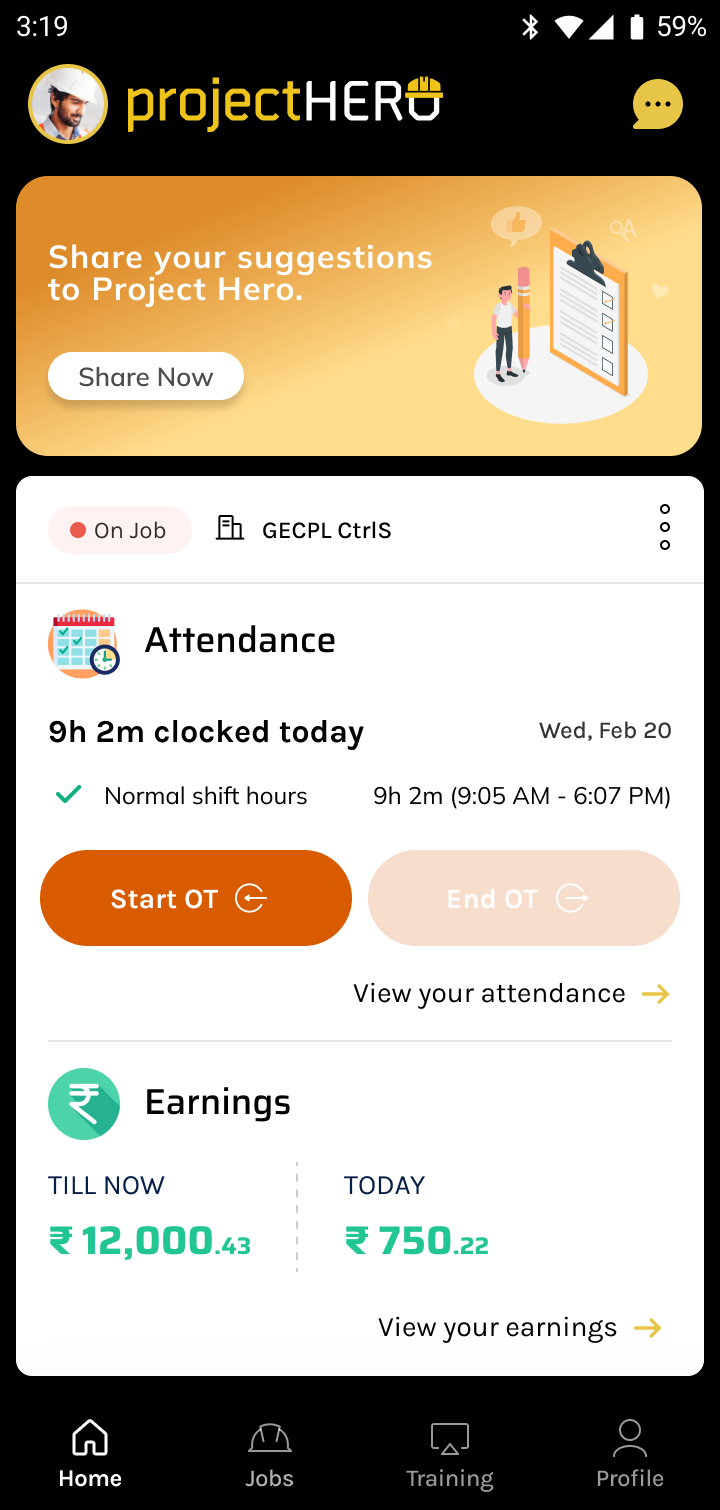 3:19
59%
projectHERO
Share your suggestions
to Project Hero.
Share Now
On Job
GECPL CtrlS
Attendance
9h 2m clocked today
Wed, Feb 20
Normal shift hours
9h 2m (9:05 AM - 6:07 PM)
Start OT
End OT
View your attendance
Earnings
TILL NOW
TODAY
₹ 12,000.43
₹ 750.22
View your earnings
Home
Jobs
Training
Profile